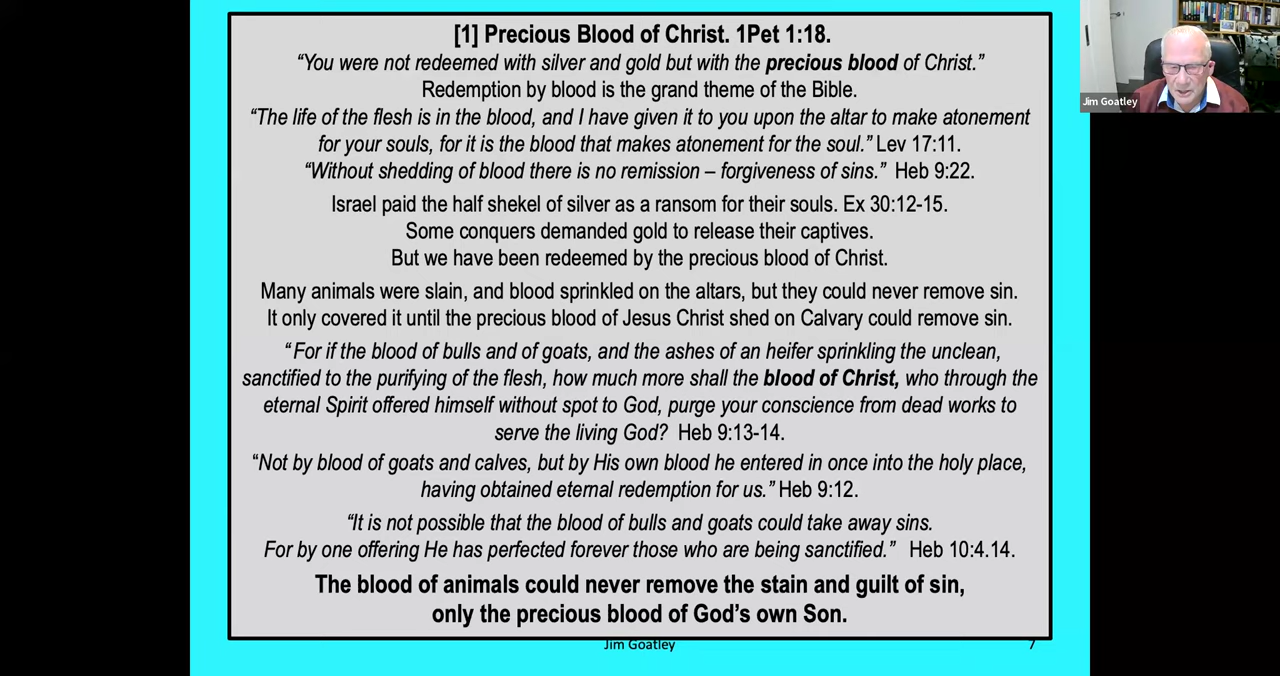 [1] Precious Blood of Christ. 1Pet 1:18.
“You were not redeemed with silver and gold but with the precious blood of Christ.”
Redemption by blood is the grand theme of the Bible.
“The life of the flesh is in the blood, and I have given it to you upon the altar to make atonement
for your souls, for it is the blood that makes atonement for the soul.” Lev 17:11.
“Without shedding of blood there is no remission – forgiveness of sins.” Heb 9:22.
Israel paid the half shekel of silver as a ransom for their souls. Ex 30:12-15.
Some conquers demanded gold to release their captives.
But we have been redeemed by the precious blood of Christ.
Many animals were slain, and blood sprinkled on the altars, but they could never remove sin.
It only covered it until the precious blood of Jesus Christ shed on Calvary could remove sin.
“ For if the blood of bulls and of goats, and the ashes of an heifer sprinkling the unclean,
sanctified to the purifying of the flesh, how much more shall the blood of Christ, who through the
eternal Spirit offered himself without spot to God, purge your conscience from dead works to
serve the living God? Heb 9:13-14.
“Not by blood of goats and calves, but by His own blood he entered in once into the holy place,
having obtained eternal redemption for us.” Heb 9:12.
“It is not possible that the blood of bulls and goats could take away sins.
For by one offering He has perfected forever those who are being sanctified.” Heb 10:4.14.
The blood of animals could never remove the stain and guilt of sin,
only the precious blood of God’s own Son.
Jim Goatley
7
Jim Goatley